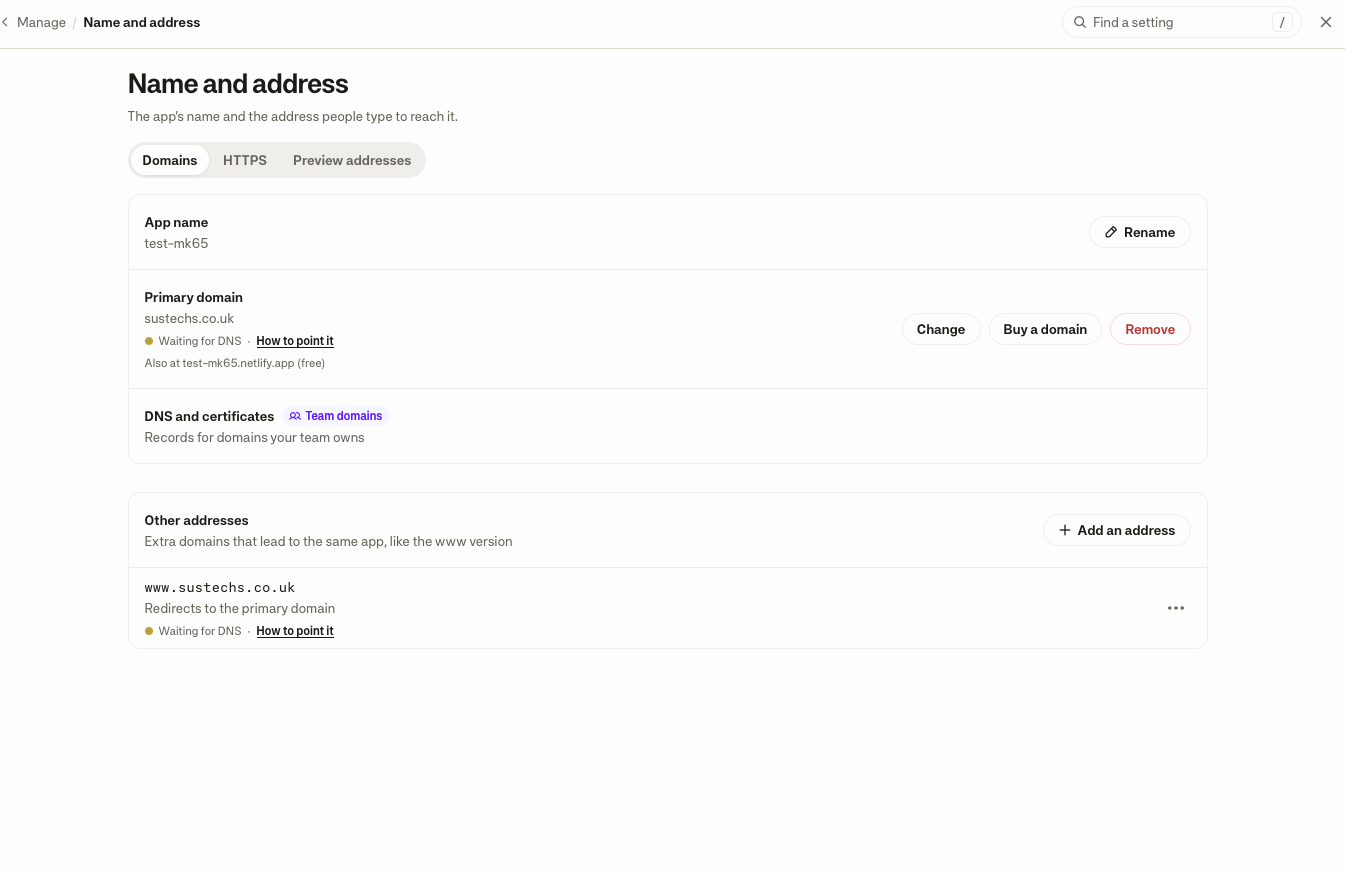 Manage / Name and address
Find a setting /
Name and address
The app's name and the address people type to reach it.
Domains HTTPS Preview addresses
App name
test-mk65
Rename
Primary domain
sustechs.co.uk
Waiting for DNS · How to point it
Also at test-mk65.netlify.app (free)
Change Buy a domain Remove
DNS and certificates Team domains
Records for domains your team owns
Other addresses
Extra domains that lead to the same app, like the www version
Add an address
www.sustechs.co.uk
Redirects to the primary domain
Waiting for DNS · How to point it